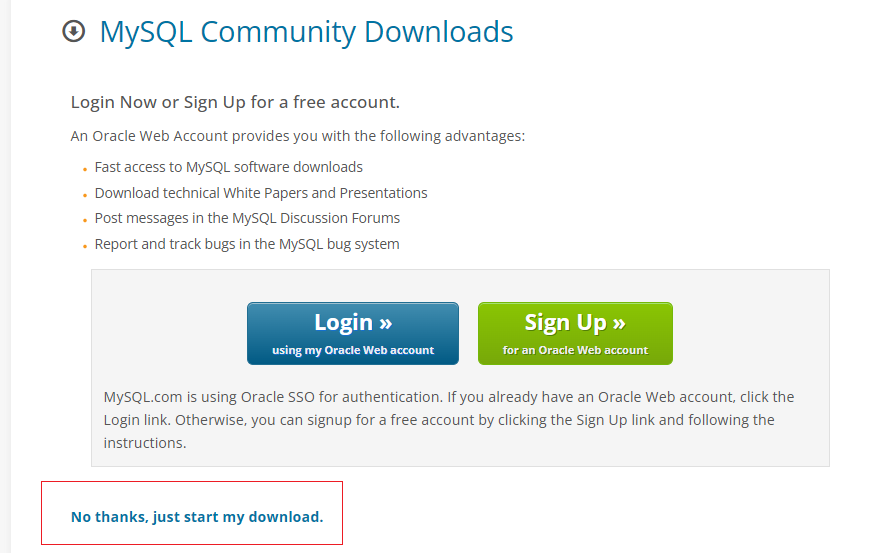 MySQL Community Downloads
Login Now or Sign Up for a free account.
An Oracle Web Account provides you with the following advantages:
Fast access to MySQL software downloads
Download technical White Papers and Presentations
Post messages in the MySQL Discussion Forums
Report and track bugs in the MySQL bug system
Login »
using my Oracle Web account
Sign Up »
for an Oracle Web account
MySQL.com is using Oracle SSO for authentication. If you already have an Oracle Web account, click the
Login link. Otherwise, you can signup for a free account by clicking the Sign Up link and following the
instructions.
No thanks, just start my download.